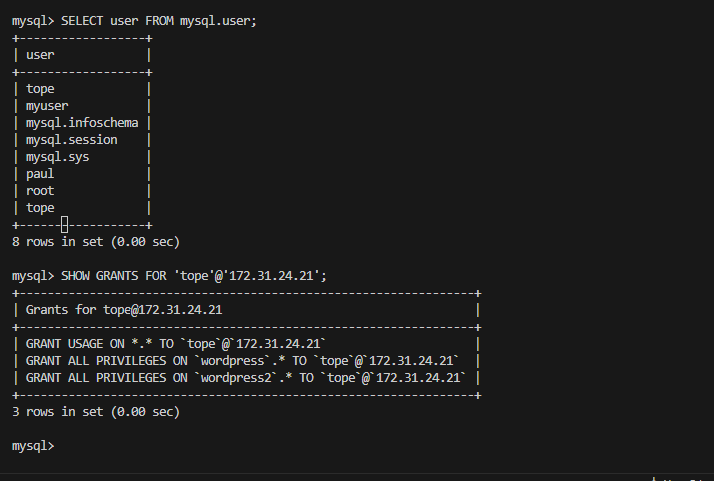 mysql> SELECT user FROM mysql.user;
+------------------+
| user             |
+------------------+
| tope             |
| myuser           |
| mysql.infoschema |
| mysql.session    |
| mysql.sys        |
| paul             |
| root             |
| tope             |
+------------------+
8 rows in set (0.00 sec)
mysql> SHOW GRANTS FOR 'tope'@'172.31.24.21';
+----------------------------------------------------------------+
| Grants for tope@172.31.24.21                                   |
+----------------------------------------------------------------+
| GRANT USAGE ON *.* TO `tope`@`172.31.24.21`                    |
| GRANT ALL PRIVILEGES ON `wordpress`.* TO `tope`@`172.31.24.21`  |
| GRANT ALL PRIVILEGES ON `wordpress2`.* TO `tope`@`172.31.24.21` |
+----------------------------------------------------------------+
3 rows in set (0.00 sec)
mysql>